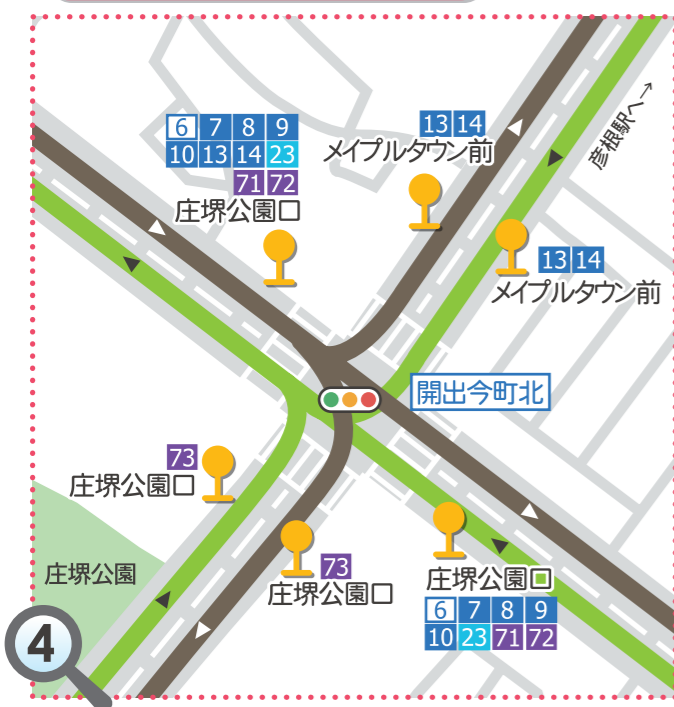 6 7 8 9
10 13 14 23
71 72
庄堺公園口
13 14
メイプルタウン前
彦根駅へ→
13 14
メイプルタウン前
開出今町北
73
庄堺公園口
73
庄堺公園口
庄堺公園口
6 7 8 9
10 23 71 72
庄堺公園
4